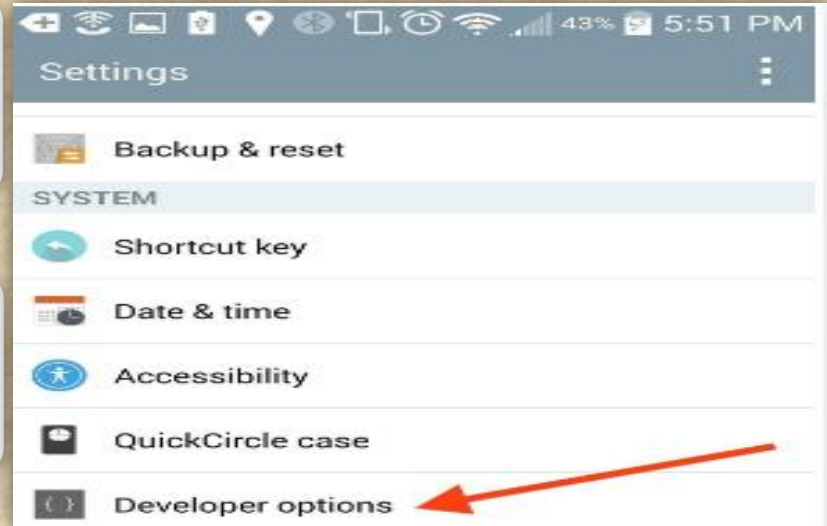 43% 5:51 PM
Settings
Backup & reset
SYSTEM
Shortcut key
Date & time
Accessibility
QuickCircle case
{ } Developer options